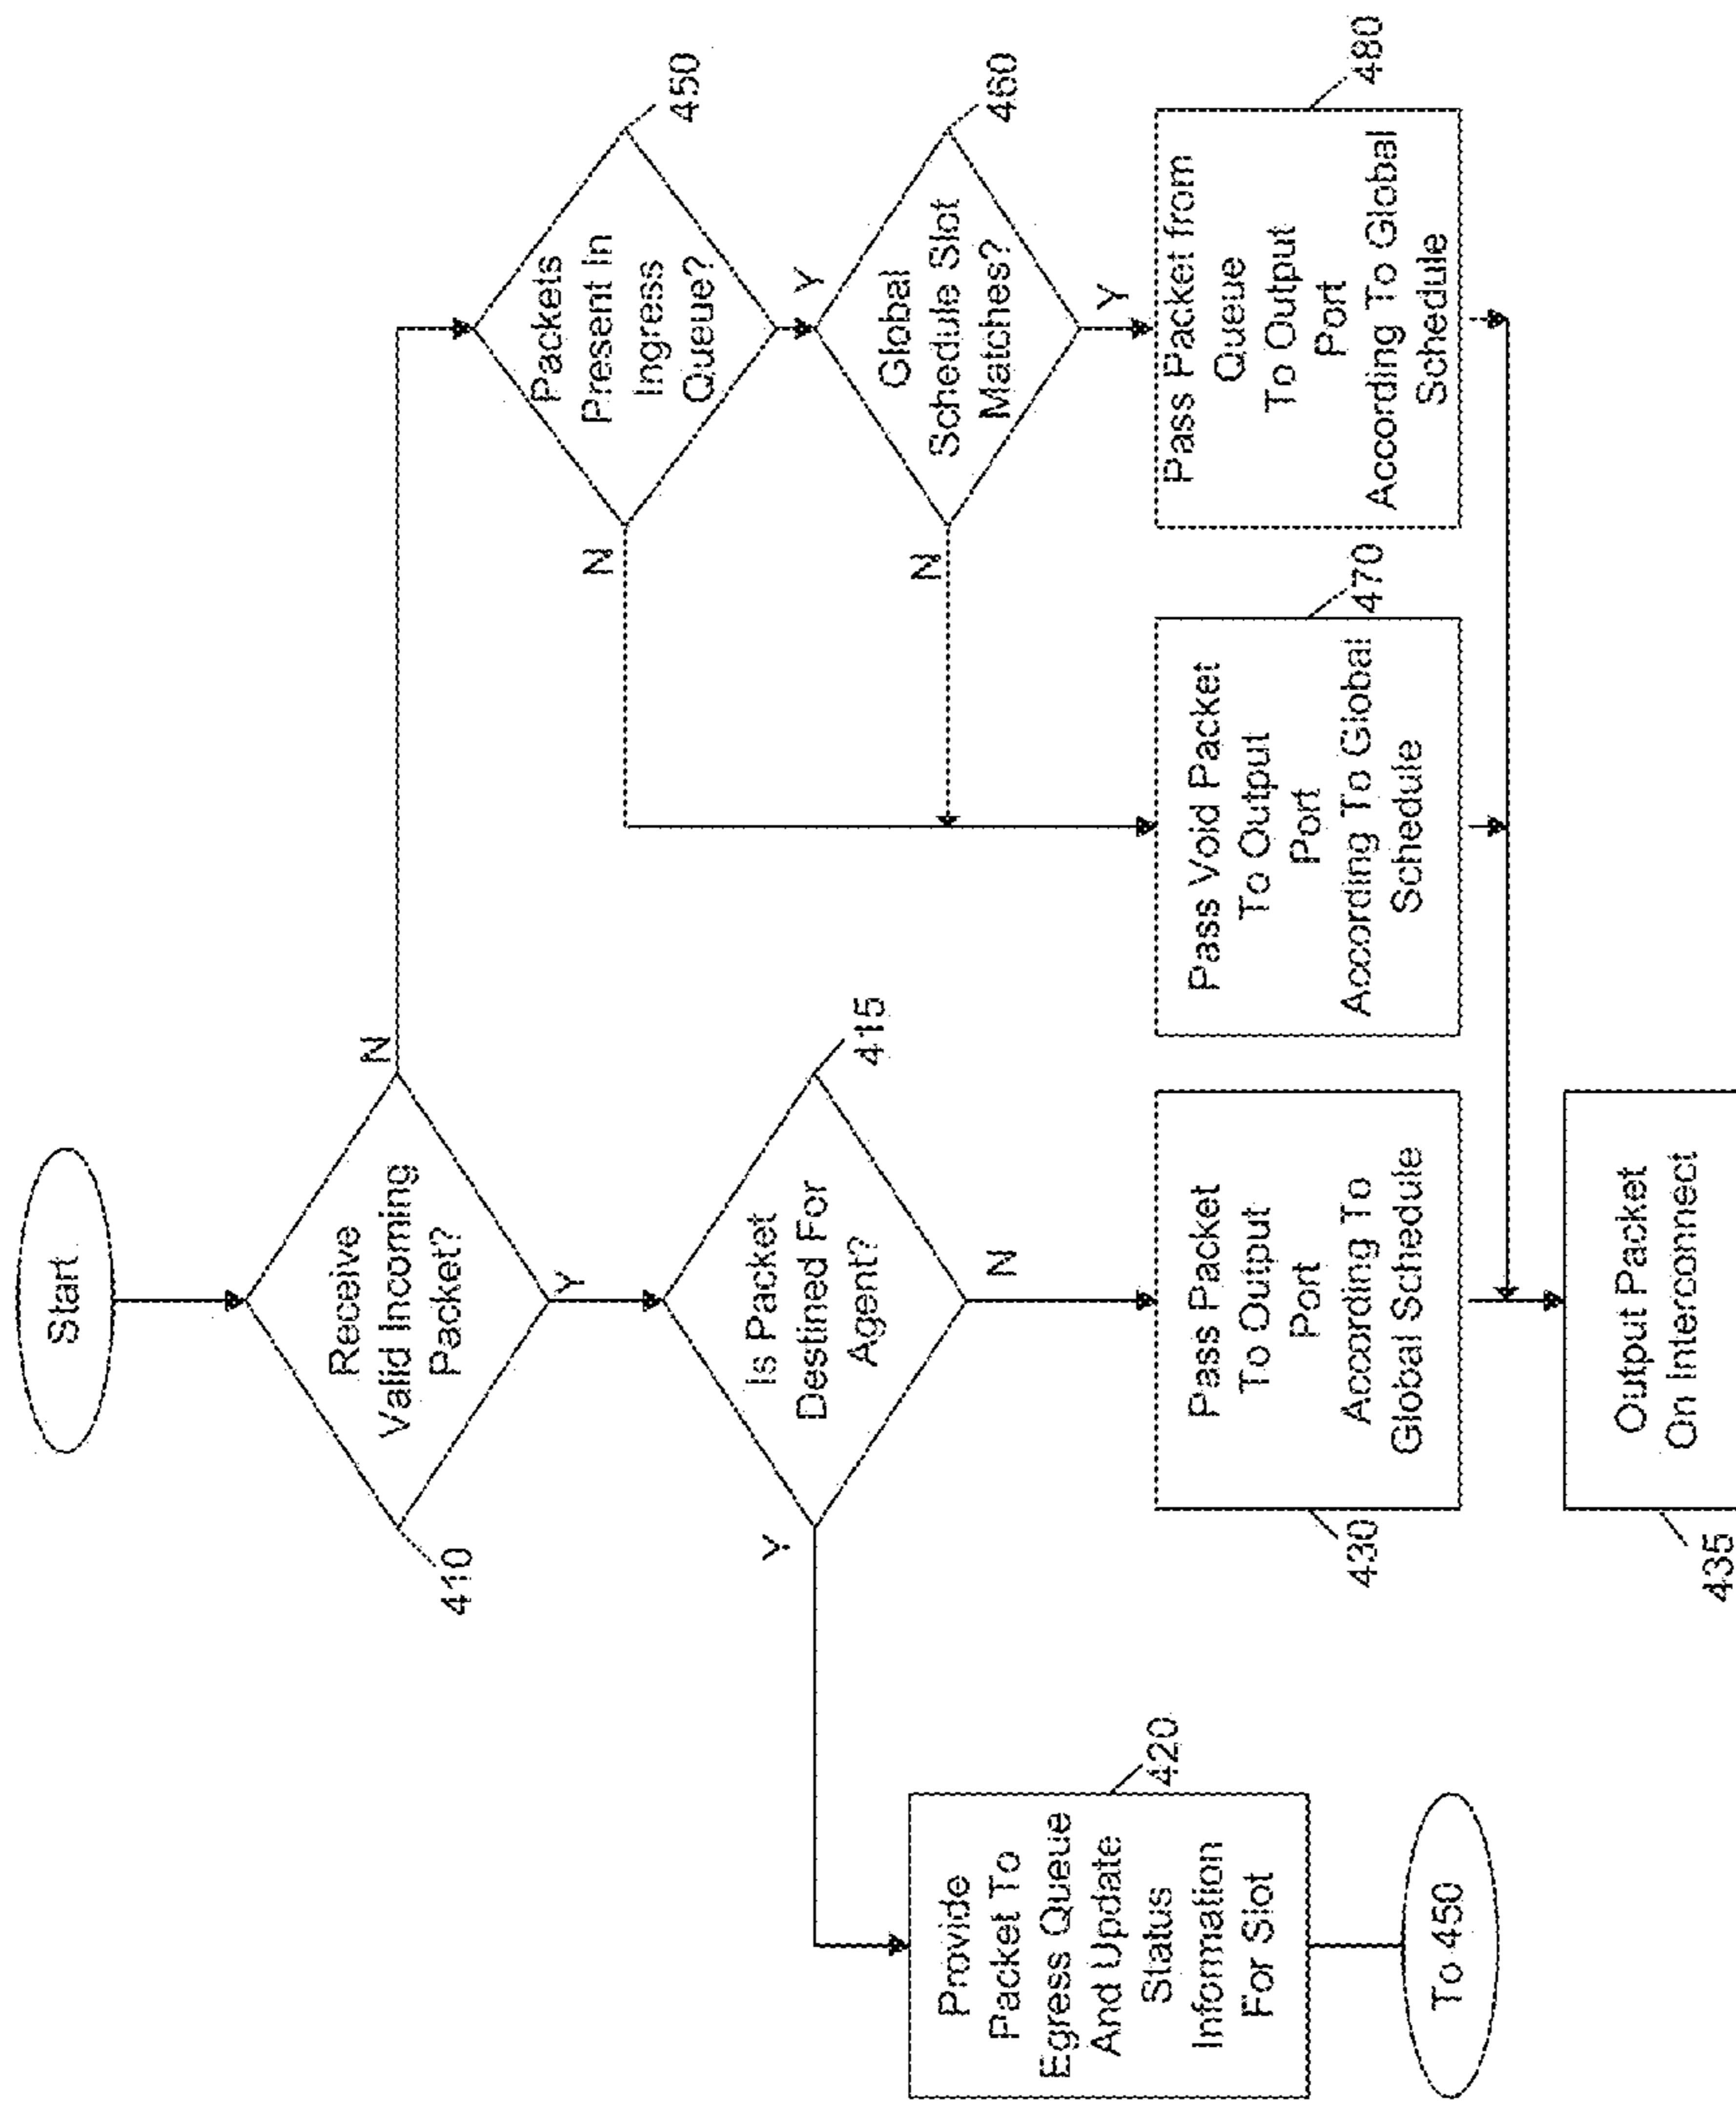 Start
Receive
Valid Incoming
Packet?
410
N
Y
Is Packet
Destined For
Agent?
415
Y
N
Provide
Packet To
Egress Queue
And Update
Status
Information
For Slot
420
To 450
Pass Packet
To Output
Port
According To
Global Schedule
430
Output Packet
On Interconnect
435
Packets
Present In
Ingress
Queue?
450
N
Y
Global
Schedule Slot
Matches?
460
N
Y
Pass Void Packet
To Output
Port
According To Global
Schedule
470
Pass Packet from
Queue
To Output
Port
According To Global
Schedule
480